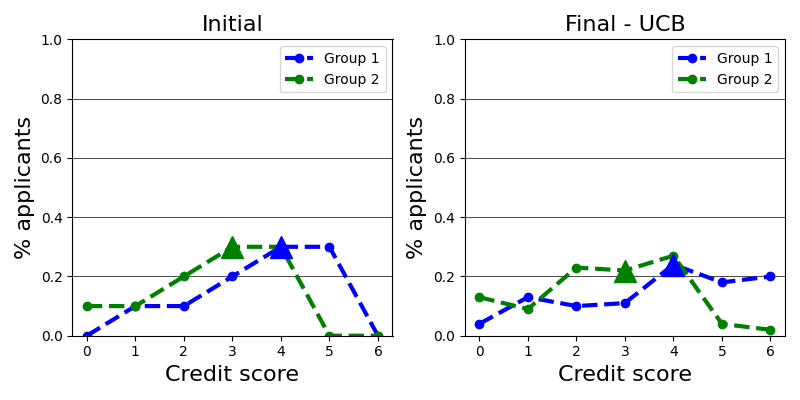 Initial
Final - UCB
1.0
0.8
0.6
0.4
0.2
0.0
% applicants
Group 1
Group 2
0 1 2 3 4 5 6
Credit score
1.0
0.8
0.6
0.4
0.2
0.0
% applicants
Group 1
Group 2
0 1 2 3 4 5 6
Credit score